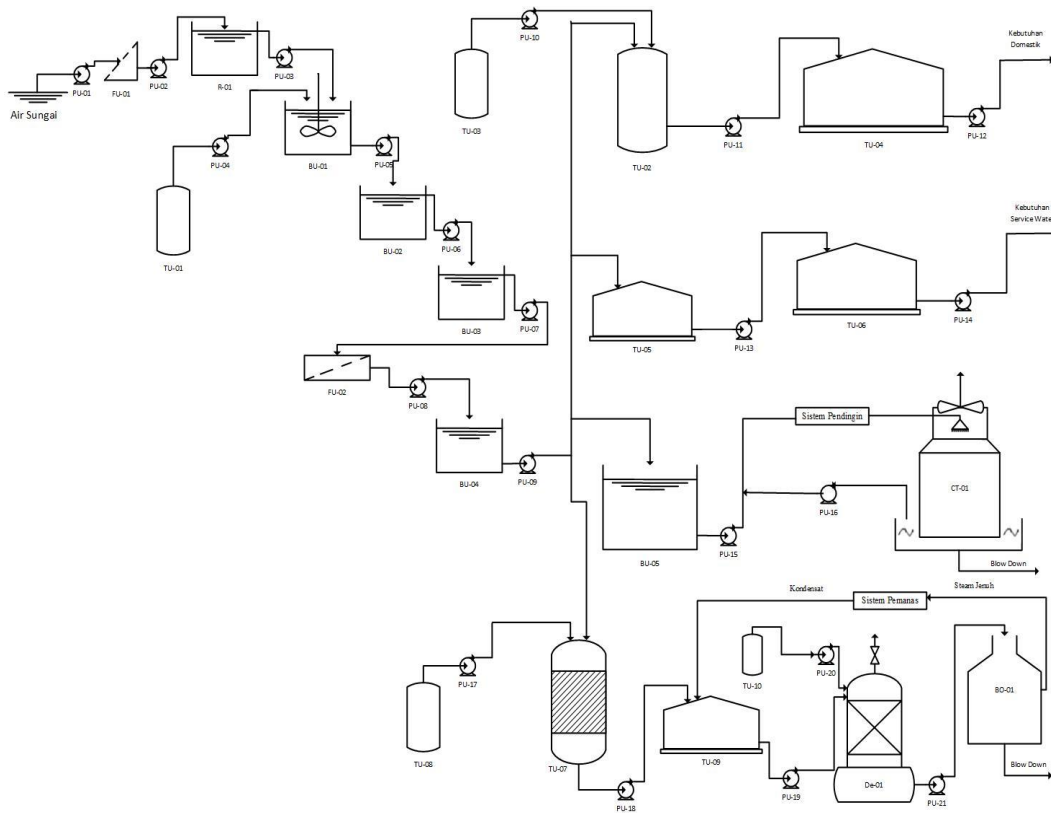 PU-01
FU-01
PU-02
R-01
PU-03
Air Sungai
PU-04
TU-01
BU-01
PU-05
BU-02
PU-06
BU-03
PU-07
FU-02
PU-08
BU-04
PU-09
TU-03
PU-10
TU-02
PU-11
TU-04
PU-12
Kebutuhan
Domestik
TU-05
PU-13
TU-06
PU-14
Kebutuhan
Service Wate
BU-05
PU-15
Sistem Pendingin
PU-16
CT-01
Blow Down
TU-08
PU-17
TU-07
PU-18
TU-09
Kondensat
Sistem Pemanas
Steam Jenuh
TU-10
PU-20
PU-19
De-01
PU-21
BO-01
Blow Down